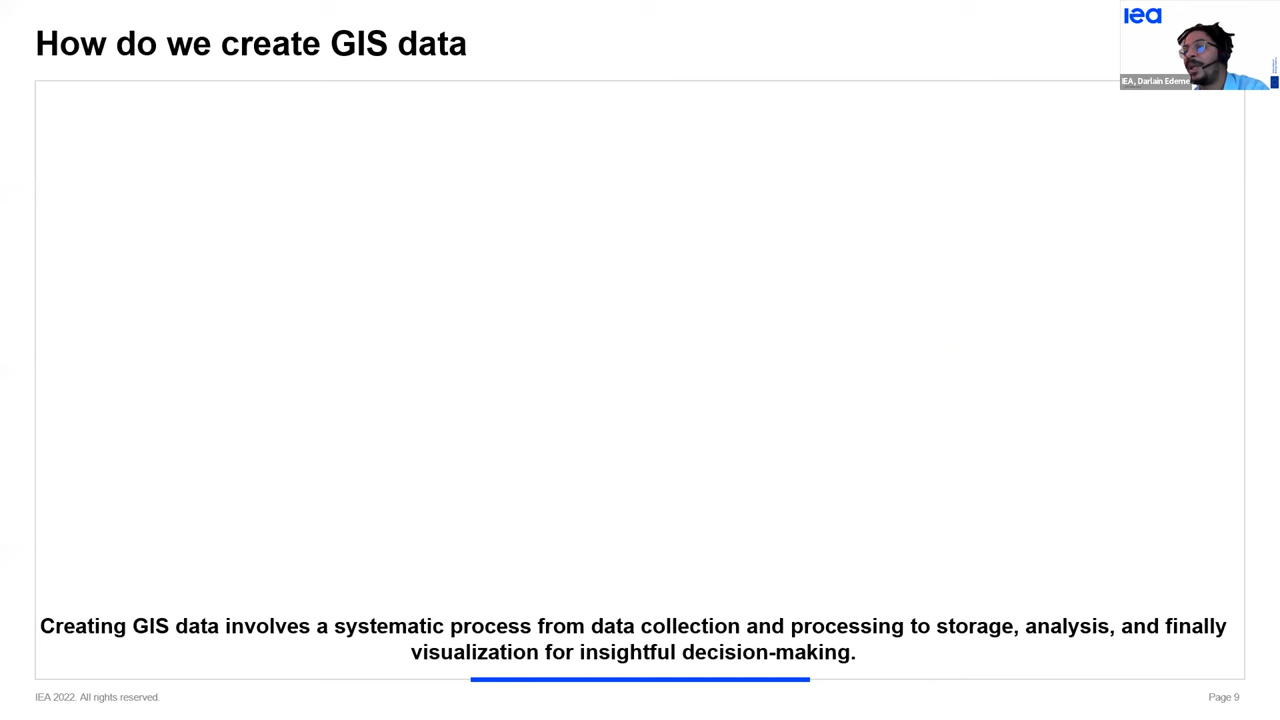 How do we create GIS data
iea
IEA, Darlain Edeme
Creating GIS data involves a systematic process from data collection and processing to storage, analysis, and finally
visualization for insightful decision-making.
IEA 2022. All rights reserved.
Page 9